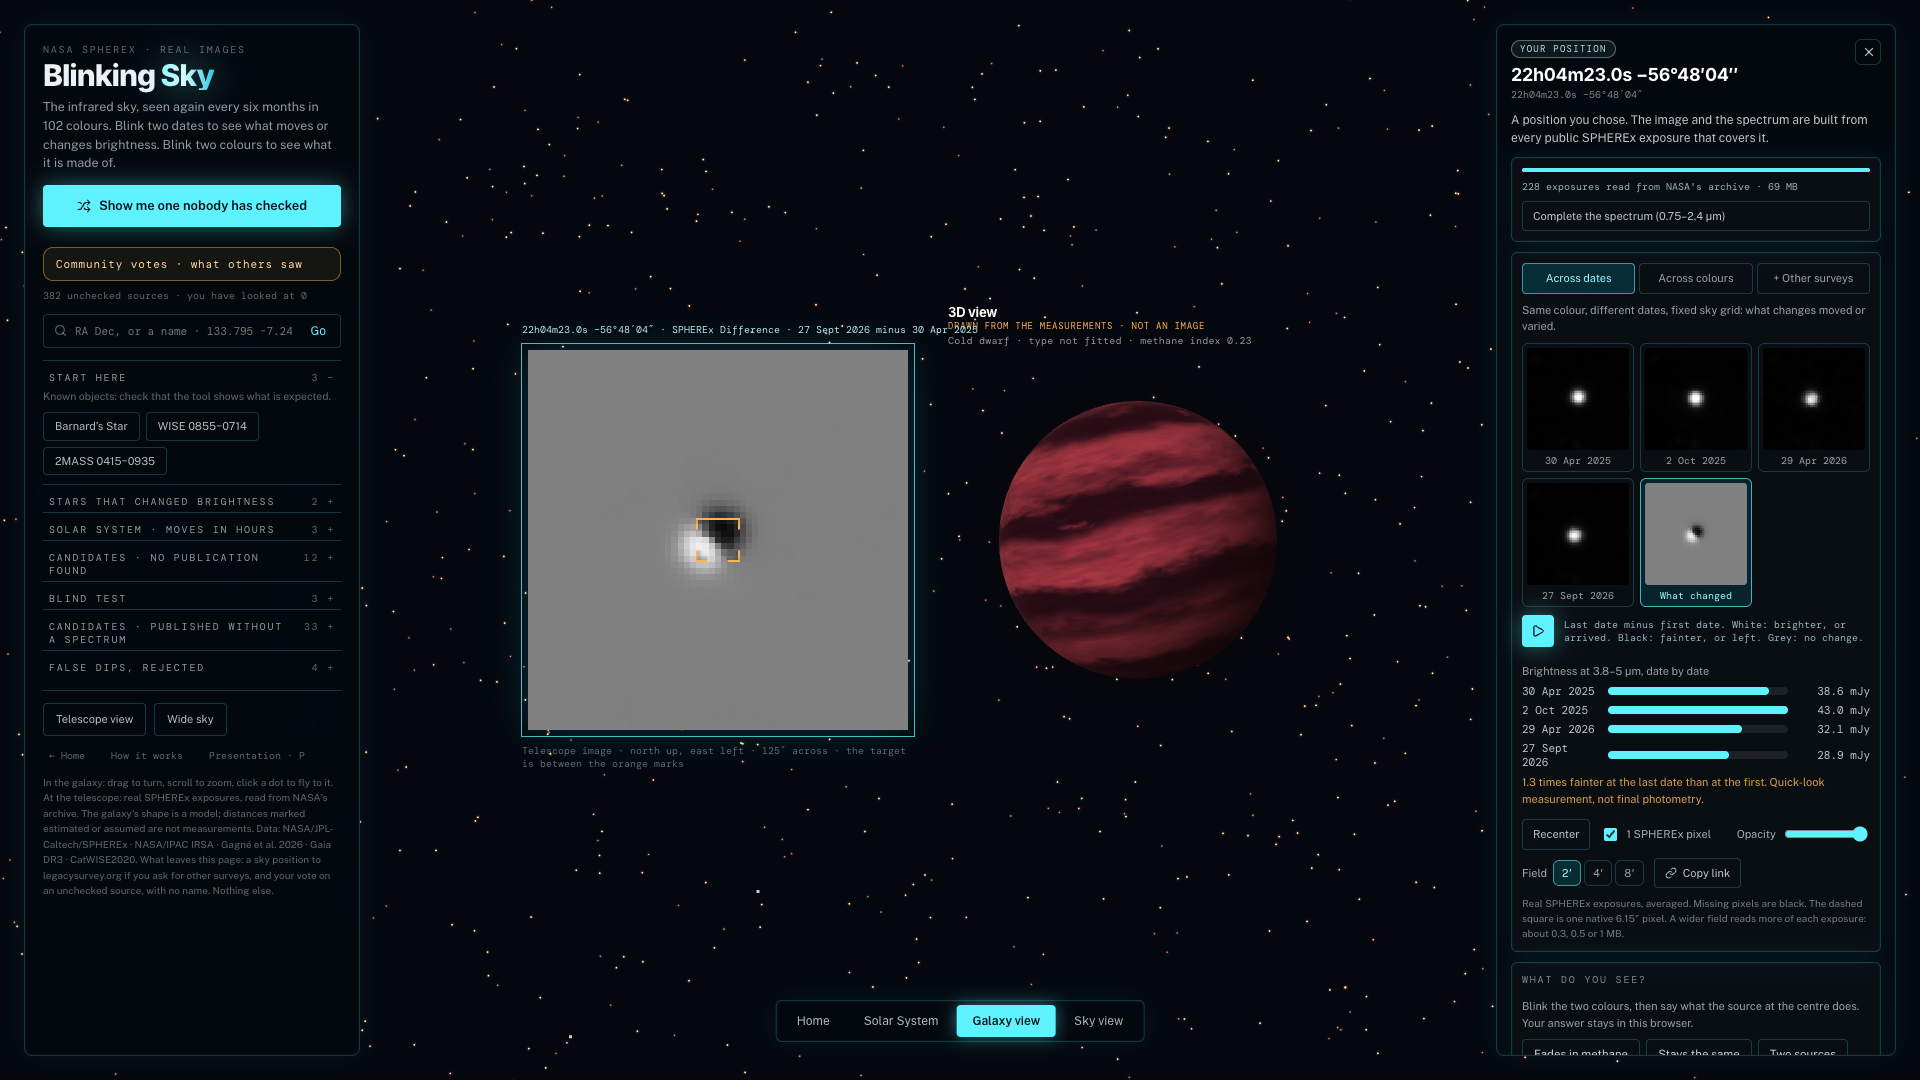 NASA SPHEREX · REAL IMAGES
Blinking Sky
The infrared sky, seen again every six months in
102 colours. Blink two dates to see what moves or
changes brightness. Blink two colours to see what
it is made of.
Show me one nobody has checked
Community votes · what others saw
382 unchecked sources · you have looked at 0
RA Dec, or a name · 133.795 -7.24
Go
START HERE 3 −
Known objects: check that the tool shows what is expected.
Barnard's Star
WISE 0855−0714
2MASS 0415−0935
STARS THAT CHANGED BRIGHTNESS 2 +
SOLAR SYSTEM · MOVES IN HOURS 3 +
CANDIDATES · NO PUBLICATION
FOUND 12 +
BLIND TEST 3 +
CANDIDATES · PUBLISHED WITHOUT
A SPECTRUM 33 +
FALSE DIPS, REJECTED 4 +
Telescope view
Wide sky
← Home
How it works
Presentation · P
In the galaxy: drag to turn, scroll to zoom, click a dot to fly to it.
At the telescope: real SPHEREx exposures, read from NASA's
archive. The galaxy's shape is a model; distances marked
estimated or assumed are not measurements. Data: NASA/JPL-
Caltech/SPHEREx · NASA/IPAC IRSA · Gagné et al. 2026 · Gaia
DR3 · CatWISE2020. What leaves this page: a sky position to
legacysurvey.org if you ask for other surveys, and your vote on
an unchecked source, with no name. Nothing else.
22h04m23.0s −56°48′04″ · SPHEREx Difference · 27 Sept 2026 minus 30 Apr 2025
Telescope image · north up, east left · 125″ across · the target
is between the orange marks
3D view
DRAWN FROM THE MEASUREMENTS · NOT AN IMAGE
Cold dwarf · type not fitted · methane index 0.23
Home
Solar System
Galaxy view
Sky view
YOUR POSITION
22h04m23.0s −56°48′04″
22h04m23.0s −56°48′04″
A position you chose. The image and the spectrum are built from
every public SPHEREx exposure that covers it.
228 exposures read from NASA's archive · 69 MB
Complete the spectrum (0.75–2.4 µm)
Across dates
Across colours
+ Other surveys
Same colour, different dates, fixed sky grid: what changes moved or
varied.
30 Apr 2025
2 Oct 2025
29 Apr 2026
27 Sept 2026
What changed
Last date minus first date. White: brighter, or
arrived. Black: fainter, or left. Grey: no change.
Brightness at 3.8–5 µm, date by date
30 Apr 2025 38.6 mJy
2 Oct 2025 43.0 mJy
29 Apr 2026 32.1 mJy
27 Sept
2026 28.9 mJy
1.3 times fainter at the last date than at the first. Quick-look
measurement, not final photometry.
Recenter
1 SPHEREx pixel
Opacity
Field
2′
4′
8′
Copy link
Real SPHEREx exposures, averaged. Missing pixels are black. The dashed
square is one native 6.15″ pixel. A wider field reads more of each exposure:
about 0.3, 0.5 or 1 MB.
WHAT DO YOU SEE?
Blink the two colours, then say what the source at the centre does.
Your answer stays in this browser.
Fades in methane
Stays the same
Two sources